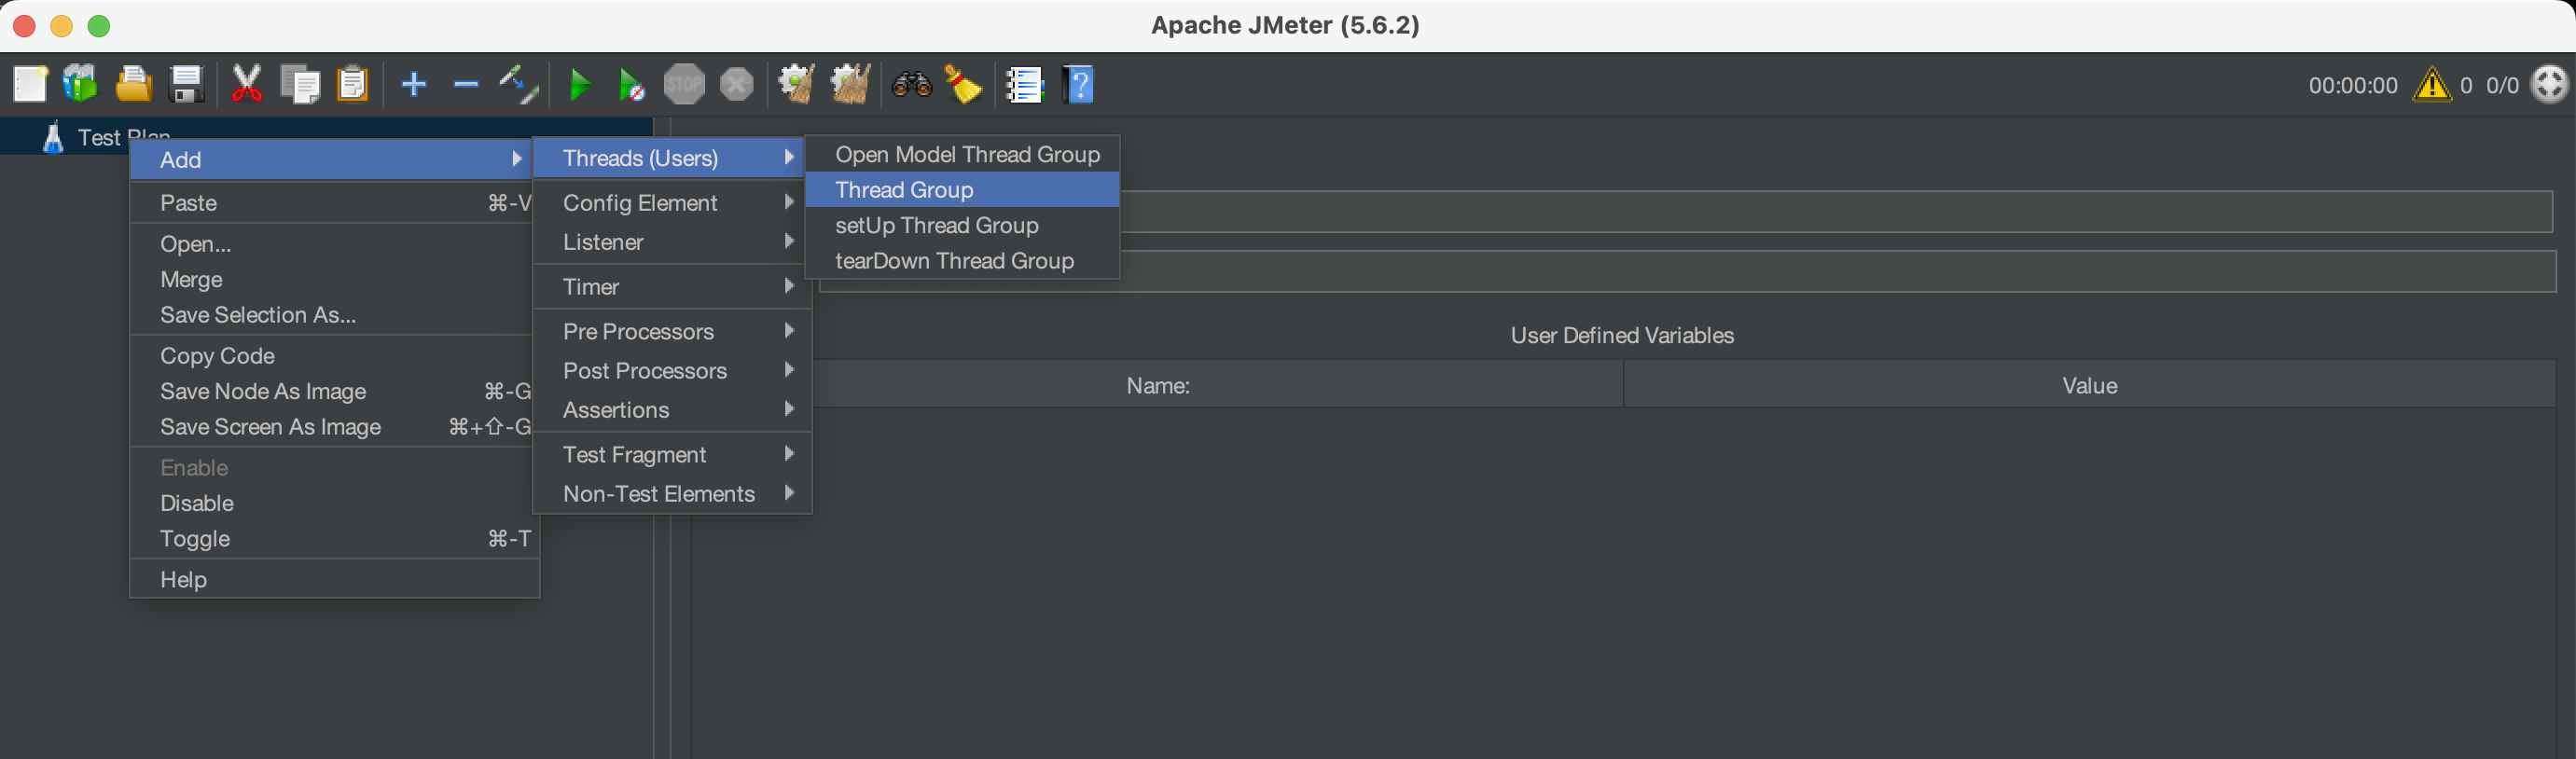 Apache JMeter (5.6.2)
STOP
00:00:00
0
0/0
Test Plan
Add
Paste ⌘-V
Open...
Merge
Save Selection As...
Copy Code
Save Node As Image ⌘-G
Save Screen As Image ⌘+⇧-G
Enable
Disable
Toggle ⌘-T
Help
Threads (Users)
Config Element
Listener
Timer
Pre Processors
Post Processors
Assertions
Test Fragment
Non-Test Elements
Open Model Thread Group
Thread Group
setUp Thread Group
tearDown Thread Group
User Defined Variables
Name:
Value